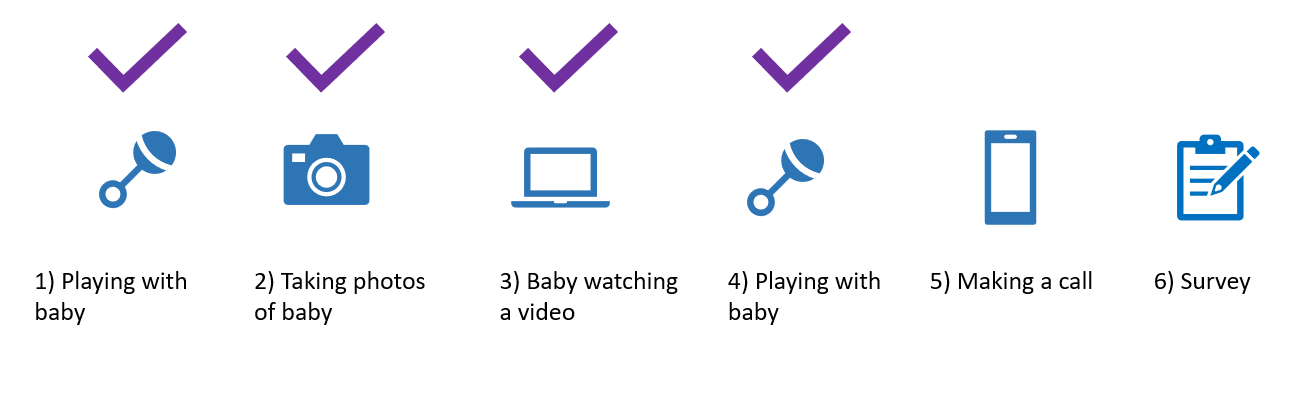 1) Playing with
baby
2) Taking photos
of baby
3) Baby watching
a video
4) Playing with
baby
5) Making a call
6) Survey